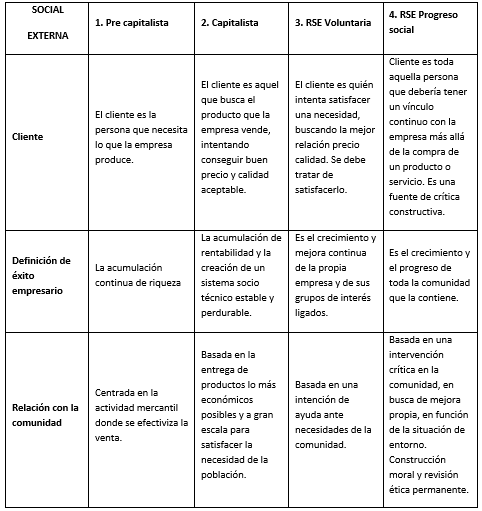 SOCIAL
EXTERNA
1. Pre capitalista
2. Capitalista
3. RSE Voluntaria
4. RSE Progreso
social
Cliente
El cliente es la
persona que necesita
lo que la empresa
produce.
El cliente es aquel
que busca el
producto que la
empresa vende,
intentando
conseguir buen
precio y calidad
aceptable.
El cliente es quién
intenta satisfacer
una necesidad,
buscando la mejor
relación precio
calidad. Se debe
tratar de
satisfacerlo.
Cliente es toda
aquella persona
que debería tener
un vínculo
continuo con la
empresa más allá
de la compra de
un producto o
servicio. Es una
fuente de crítica
constructiva.
Definición de
éxito
empresario
La acumulación
continua de riqueza
La acumulación de
rentabilidad y la
creación de un
sistema socio
técnico estable y
perdurable.
Es el crecimiento y
mejora continua
de la propia
empresa y de sus
grupos de interés
ligados.
Es el crecimiento y
el progreso de
toda la comunidad
que la contiene.
Relación con la
comunidad
Centrada en la
actividad mercantil
donde se efectiviza la
venta.
Basada en la
entrega de
productos lo más
económicos
posibles y a gran
escala para
satisfacer la
necesidad de la
población.
Basada en una
intención de
ayuda ante
necesidades de la
comunidad.
Basada en una
intervención
crítica en la
comunidad, en
busca de mejora
propia, en función
de la situación de
entorno.
Construcción
moral y revisión
ética permanente.